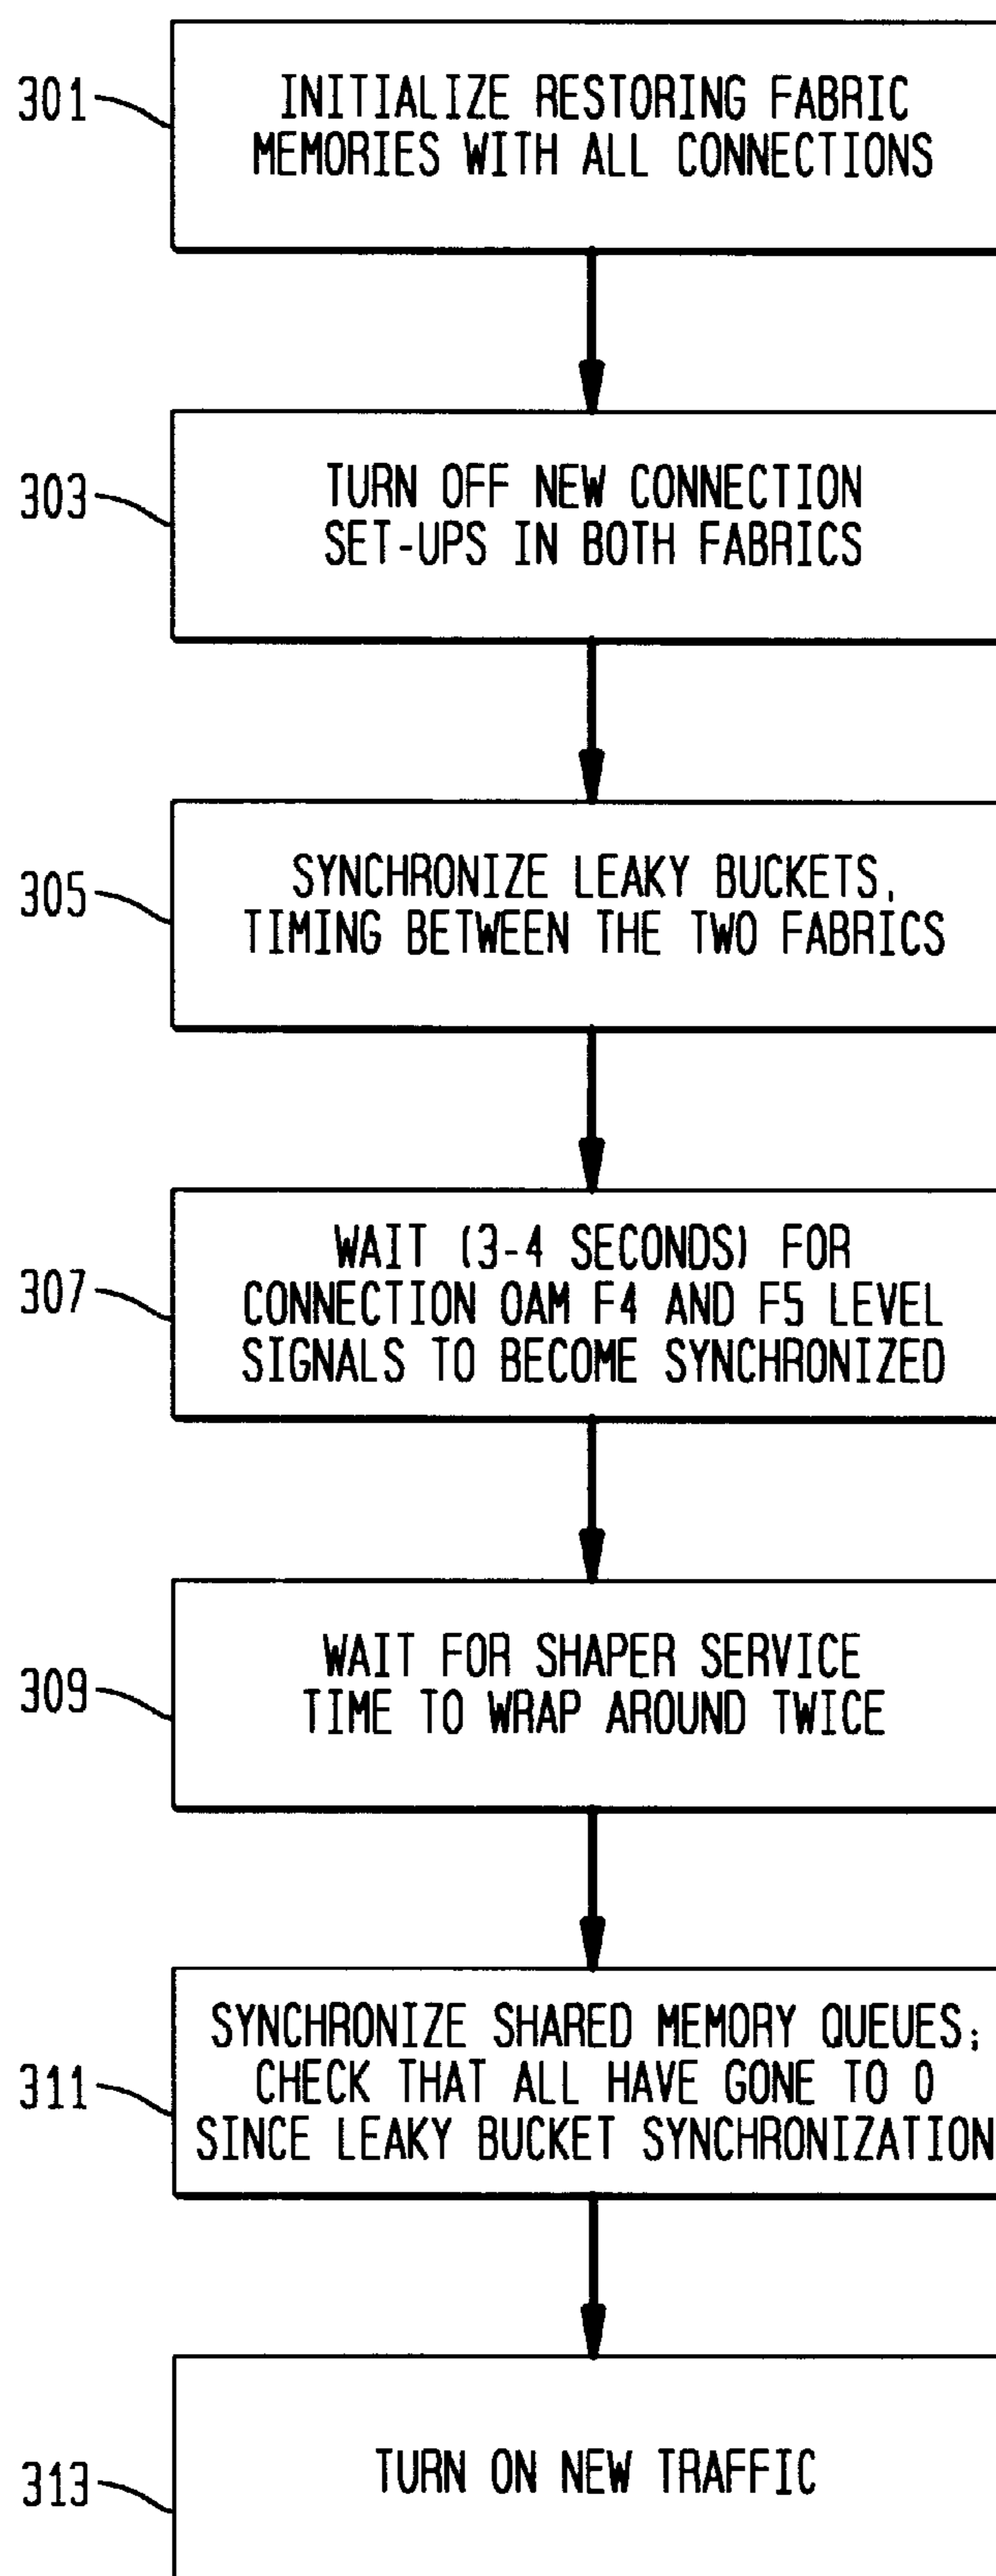 301
INITIALIZE RESTORING FABRIC
MEMORIES WITH ALL CONNECTIONS
303
TURN OFF NEW CONNECTION
SET-UPS IN BOTH FABRICS
305
SYNCHRONIZE LEAKY BUCKETS,
TIMING BETWEEN THE TWO FABRICS
307
WAIT (3-4 SECONDS) FOR
CONNECTION OAM F4 AND F5 LEVEL
SIGNALS TO BECOME SYNCHRONIZED
309
WAIT FOR SHAPER SERVICE
TIME TO WRAP AROUND TWICE
311
SYNCHRONIZE SHARED MEMORY QUEUES;
CHECK THAT ALL HAVE GONE TO 0
SINCE LEAKY BUCKET SYNCHRONIZATION
313
TURN ON NEW TRAFFIC